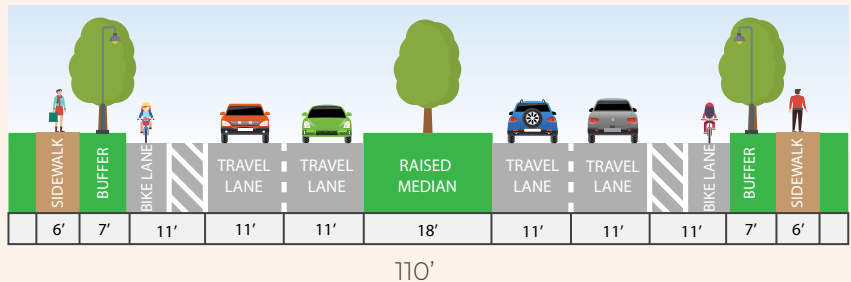 SIDEWALK
BUFFER
BIKE LANE
TRAVEL
LANE
TRAVEL
LANE
RAISED
MEDIAN
TRAVEL
LANE
TRAVEL
LANE
BIKE LANE
BUFFER
SIDEWALK
6’ 7’ 11’ 11’ 11’ 18’ 11’ 11’ 11’ 7’ 6’
110’